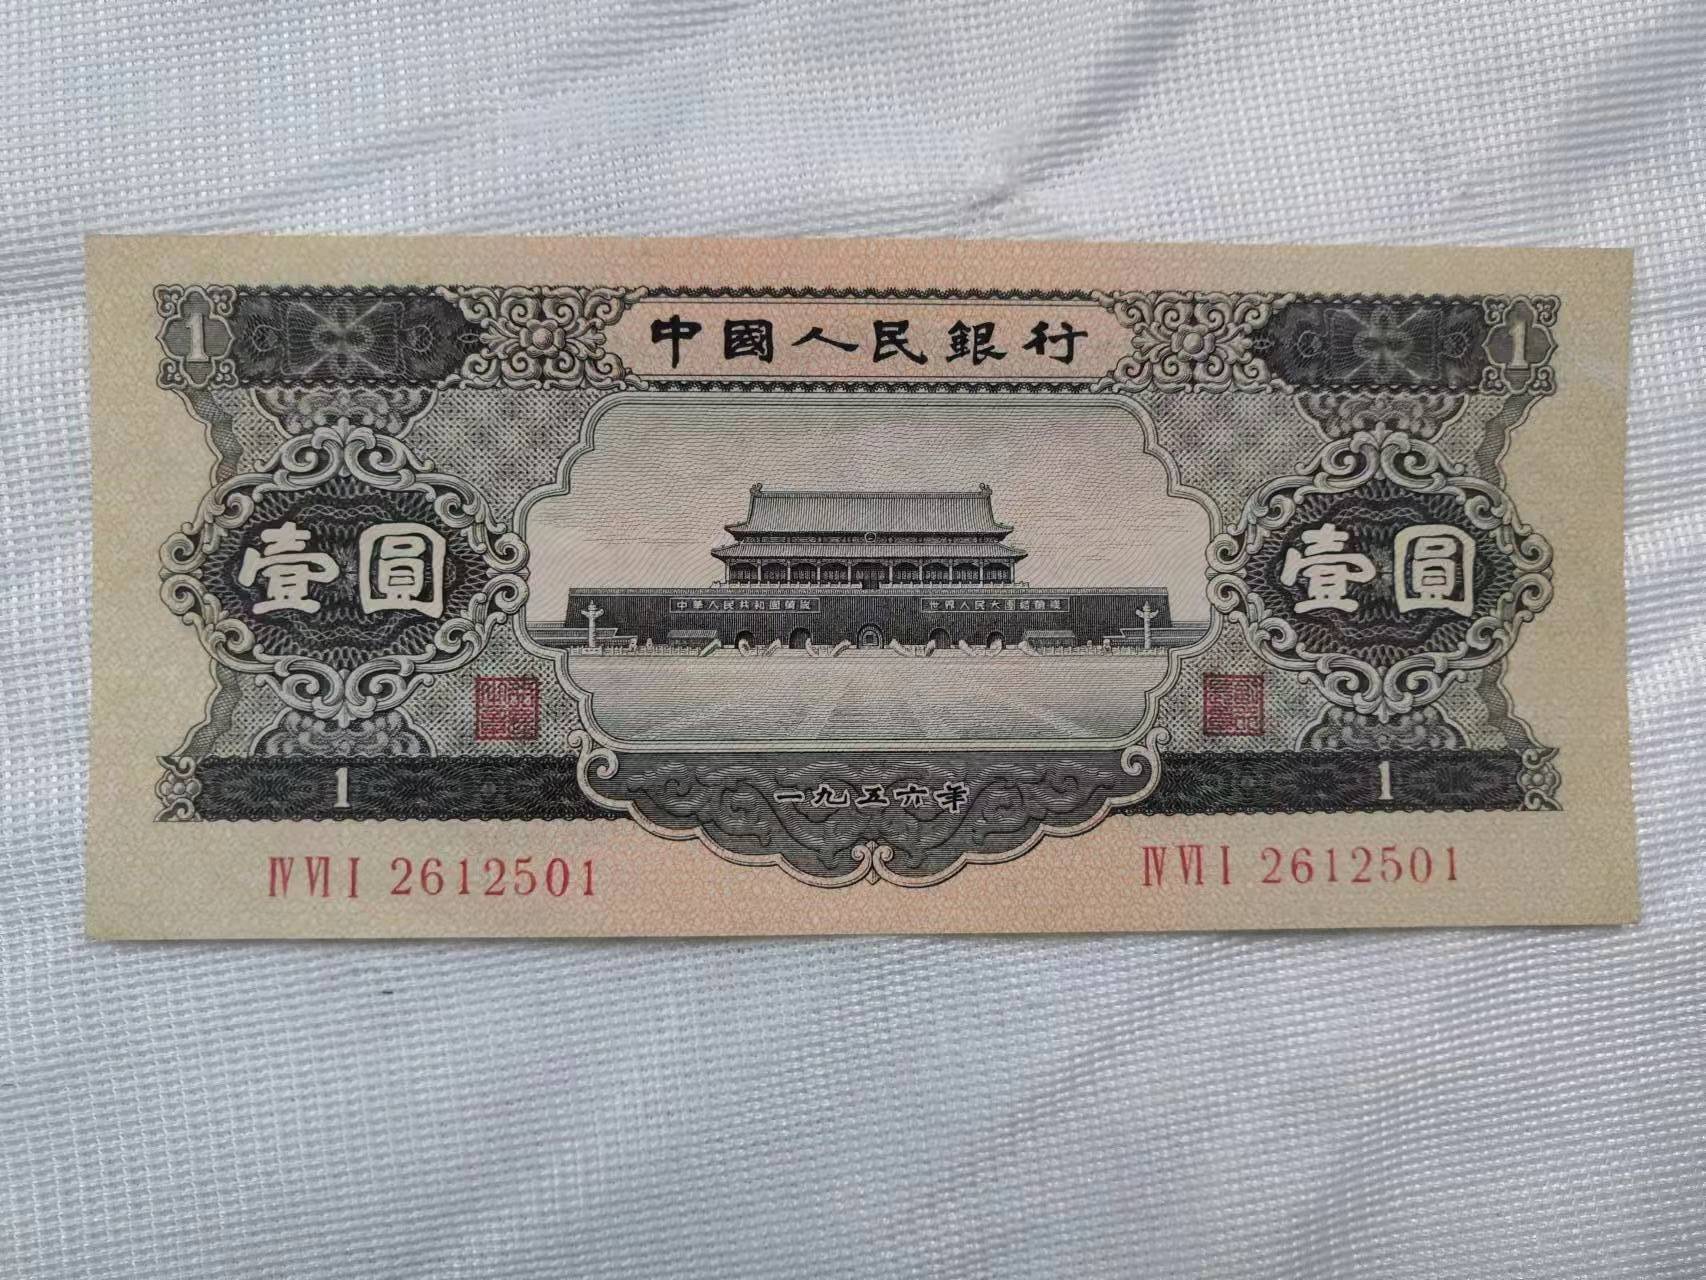 1
中國人民銀行
1
壹圓
中華人民共和國萬歲
世界人民大團結萬歲
壹圓
1
一九五六年
1
ⅣⅥⅠ 2612501
ⅣⅥⅠ 2612501